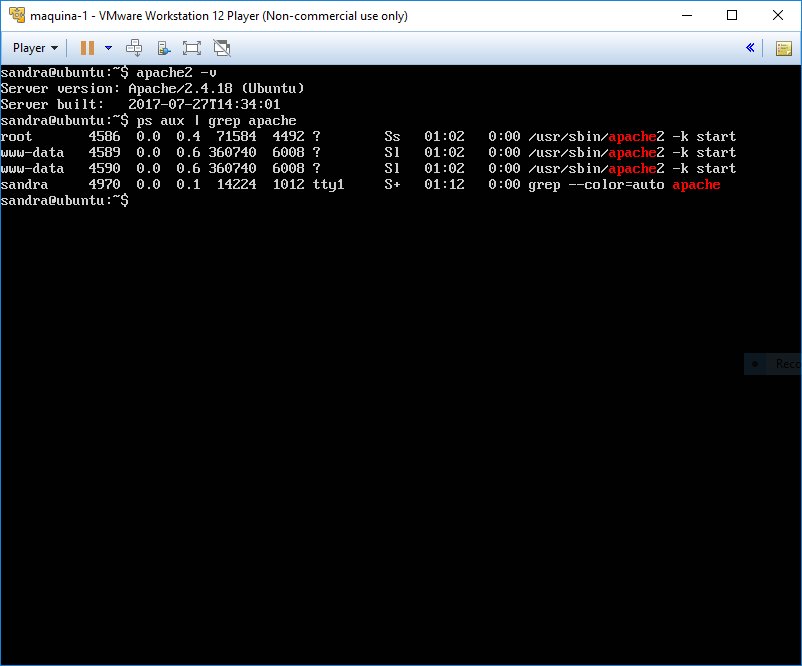 maquina-1 - VMware Workstation 12 Player (Non-commercial use only)
Player
sandra@ubuntu:~$ apache2 -v
Server version: Apache/2.4.18 (Ubuntu)
Server built:   2017-07-27T14:34:01
sandra@ubuntu:~$ ps aux | grep apache
root      4586  0.0  0.4  71584  4492 ?        Ss   01:02   0:00 /usr/sbin/apache2 -k start
www-data  4589  0.0  0.6 360740  6008 ?        Sl   01:02   0:00 /usr/sbin/apache2 -k start
www-data  4590  0.0  0.6 360740  6008 ?        Sl   01:02   0:00 /usr/sbin/apache2 -k start
sandra    4970  0.0  0.1  14224  1012 tty1     S+   01:12   0:00 grep --color=auto apache
sandra@ubuntu:~$
Reco